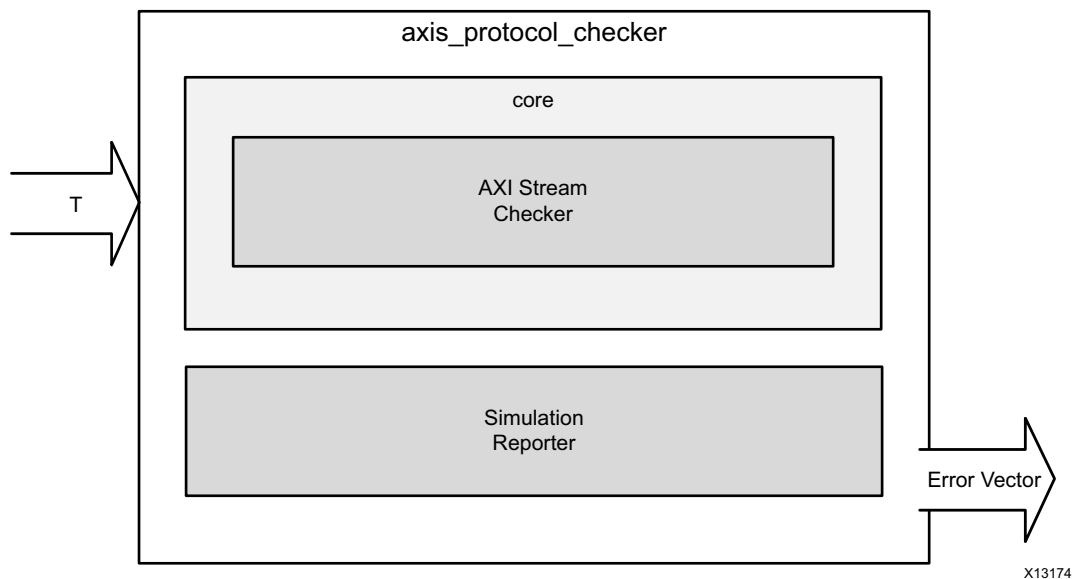 axis_protocol_checker
core
AXI Stream
Checker
T
Simulation
Reporter
Error Vector
X13174